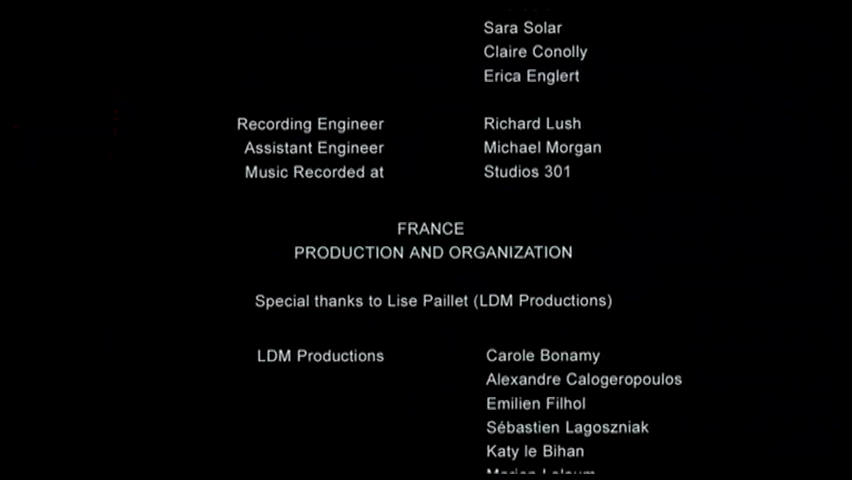 Sara Solar
Claire Conolly
Erica Englert
Recording Engineer Richard Lush
Assistant Engineer Michael Morgan
Music Recorded at Studios 301
FRANCE
PRODUCTION AND ORGANIZATION
Special thanks to Lise Paillet (LDM Productions)
LDM Productions Carole Bonamy
Alexandre Calogeropoulos
Emilien Filhol
Sébastien Lagoszniak
Katy le Bihan